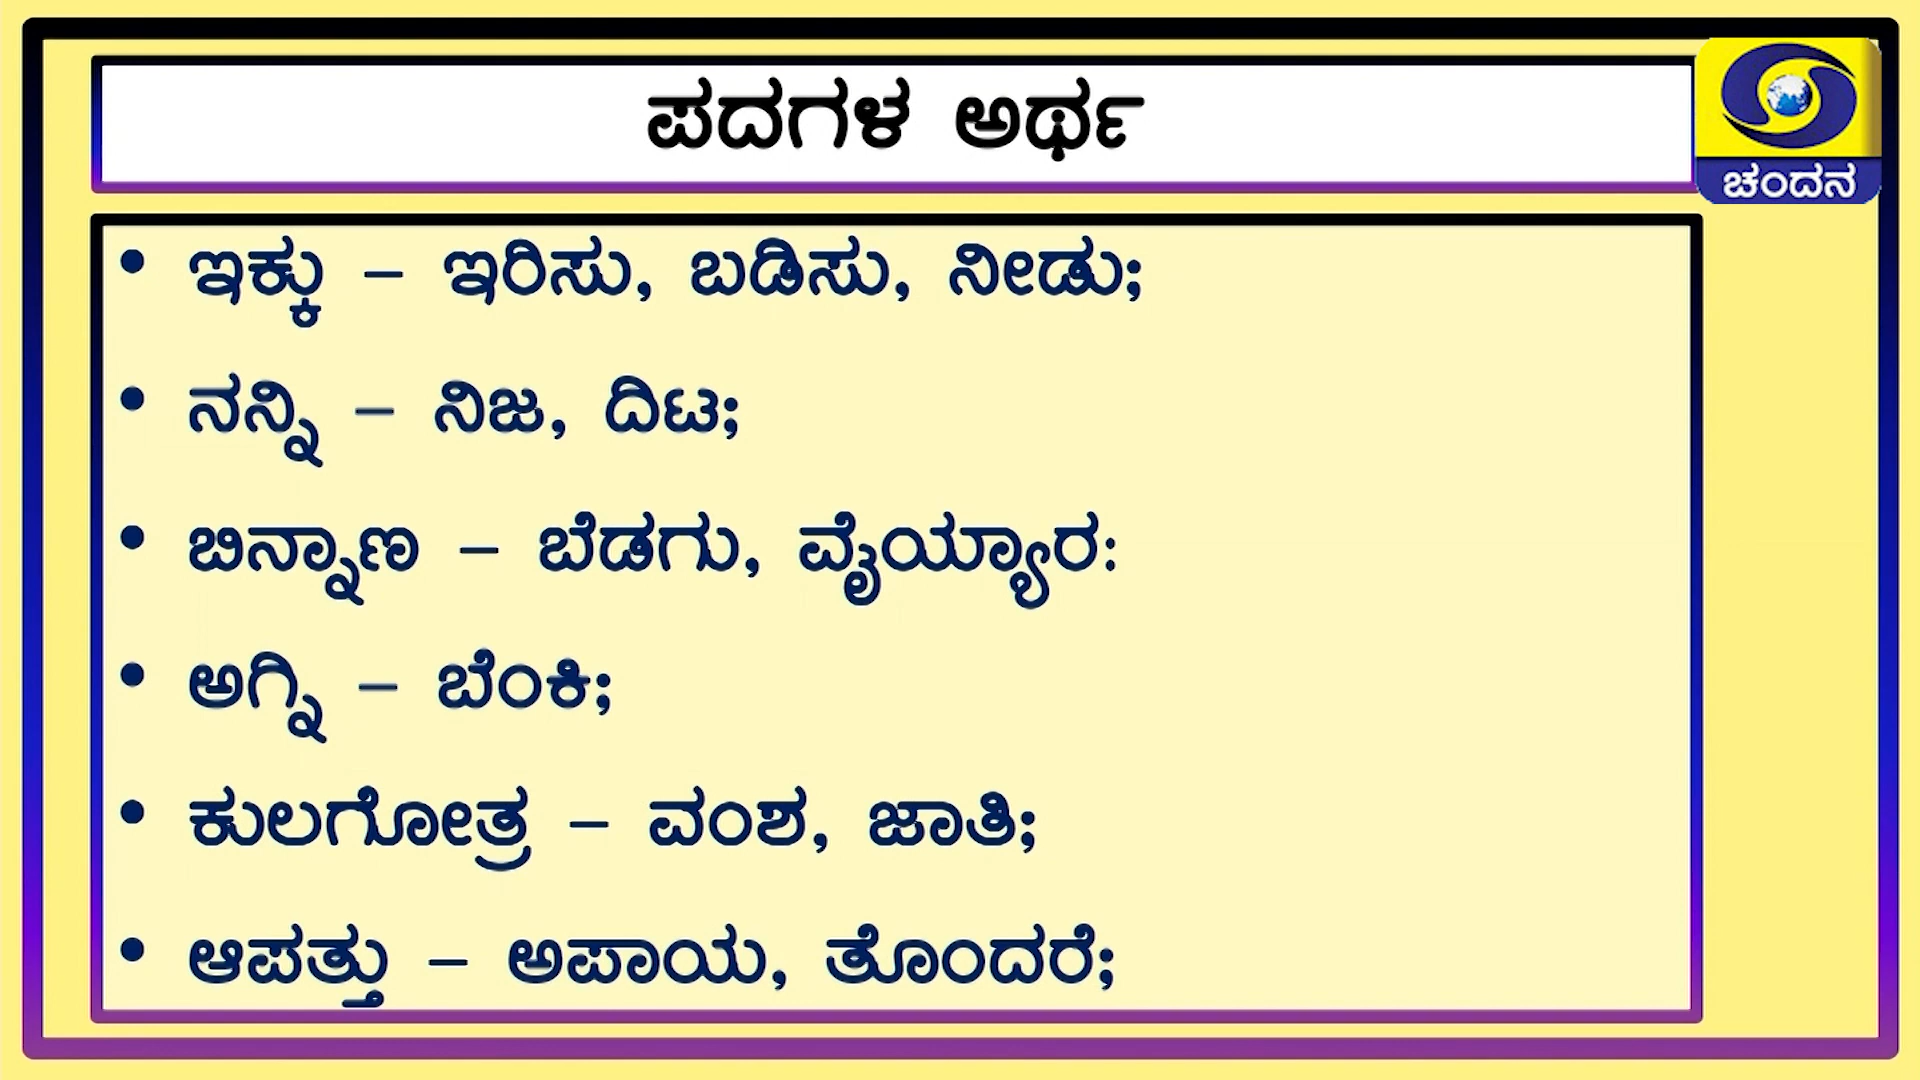 ಪದಗಳ ಅರ್ಥ
ಚಂದನ
• ಇಕ್ಕು – ಇರಿಸು, ಬಡಿಸು, ನೀಡು;
• ನನ್ನಿ – ನಿಜ, ದಿಟ;
• ಬಿನ್ನಾಣ – ಬೆಡಗು, ವೈಯ್ಯಾರ:
• ಅಗ್ನಿ – ಬೆಂಕಿ;
• ಕುಲಗೋತ್ರ – ವಂಶ, ಜಾತಿ;
• ಆಪತ್ತು – ಅಪಾಯ, ತೊಂದರೆ;